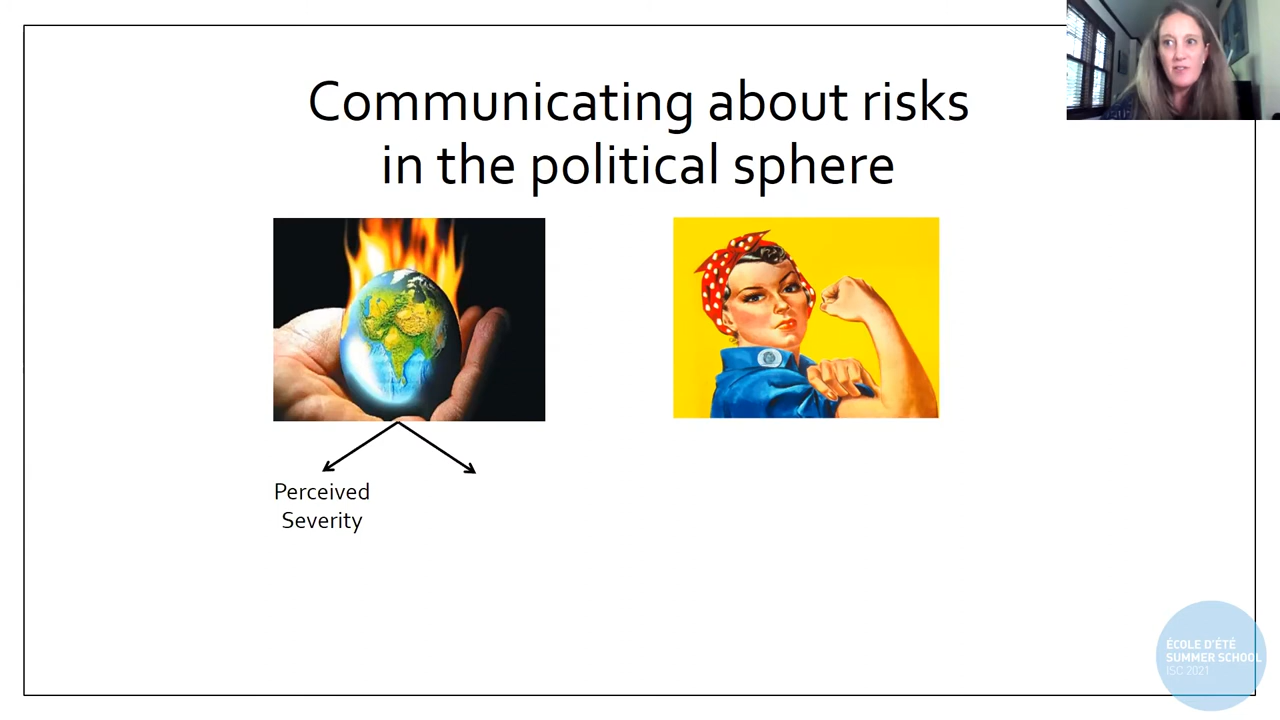 Communicating about risks
in the political sphere
Perceived
Severity
ÉCOLE D'ÉTÉ
SUMMER SCHOOL
ISC 2021